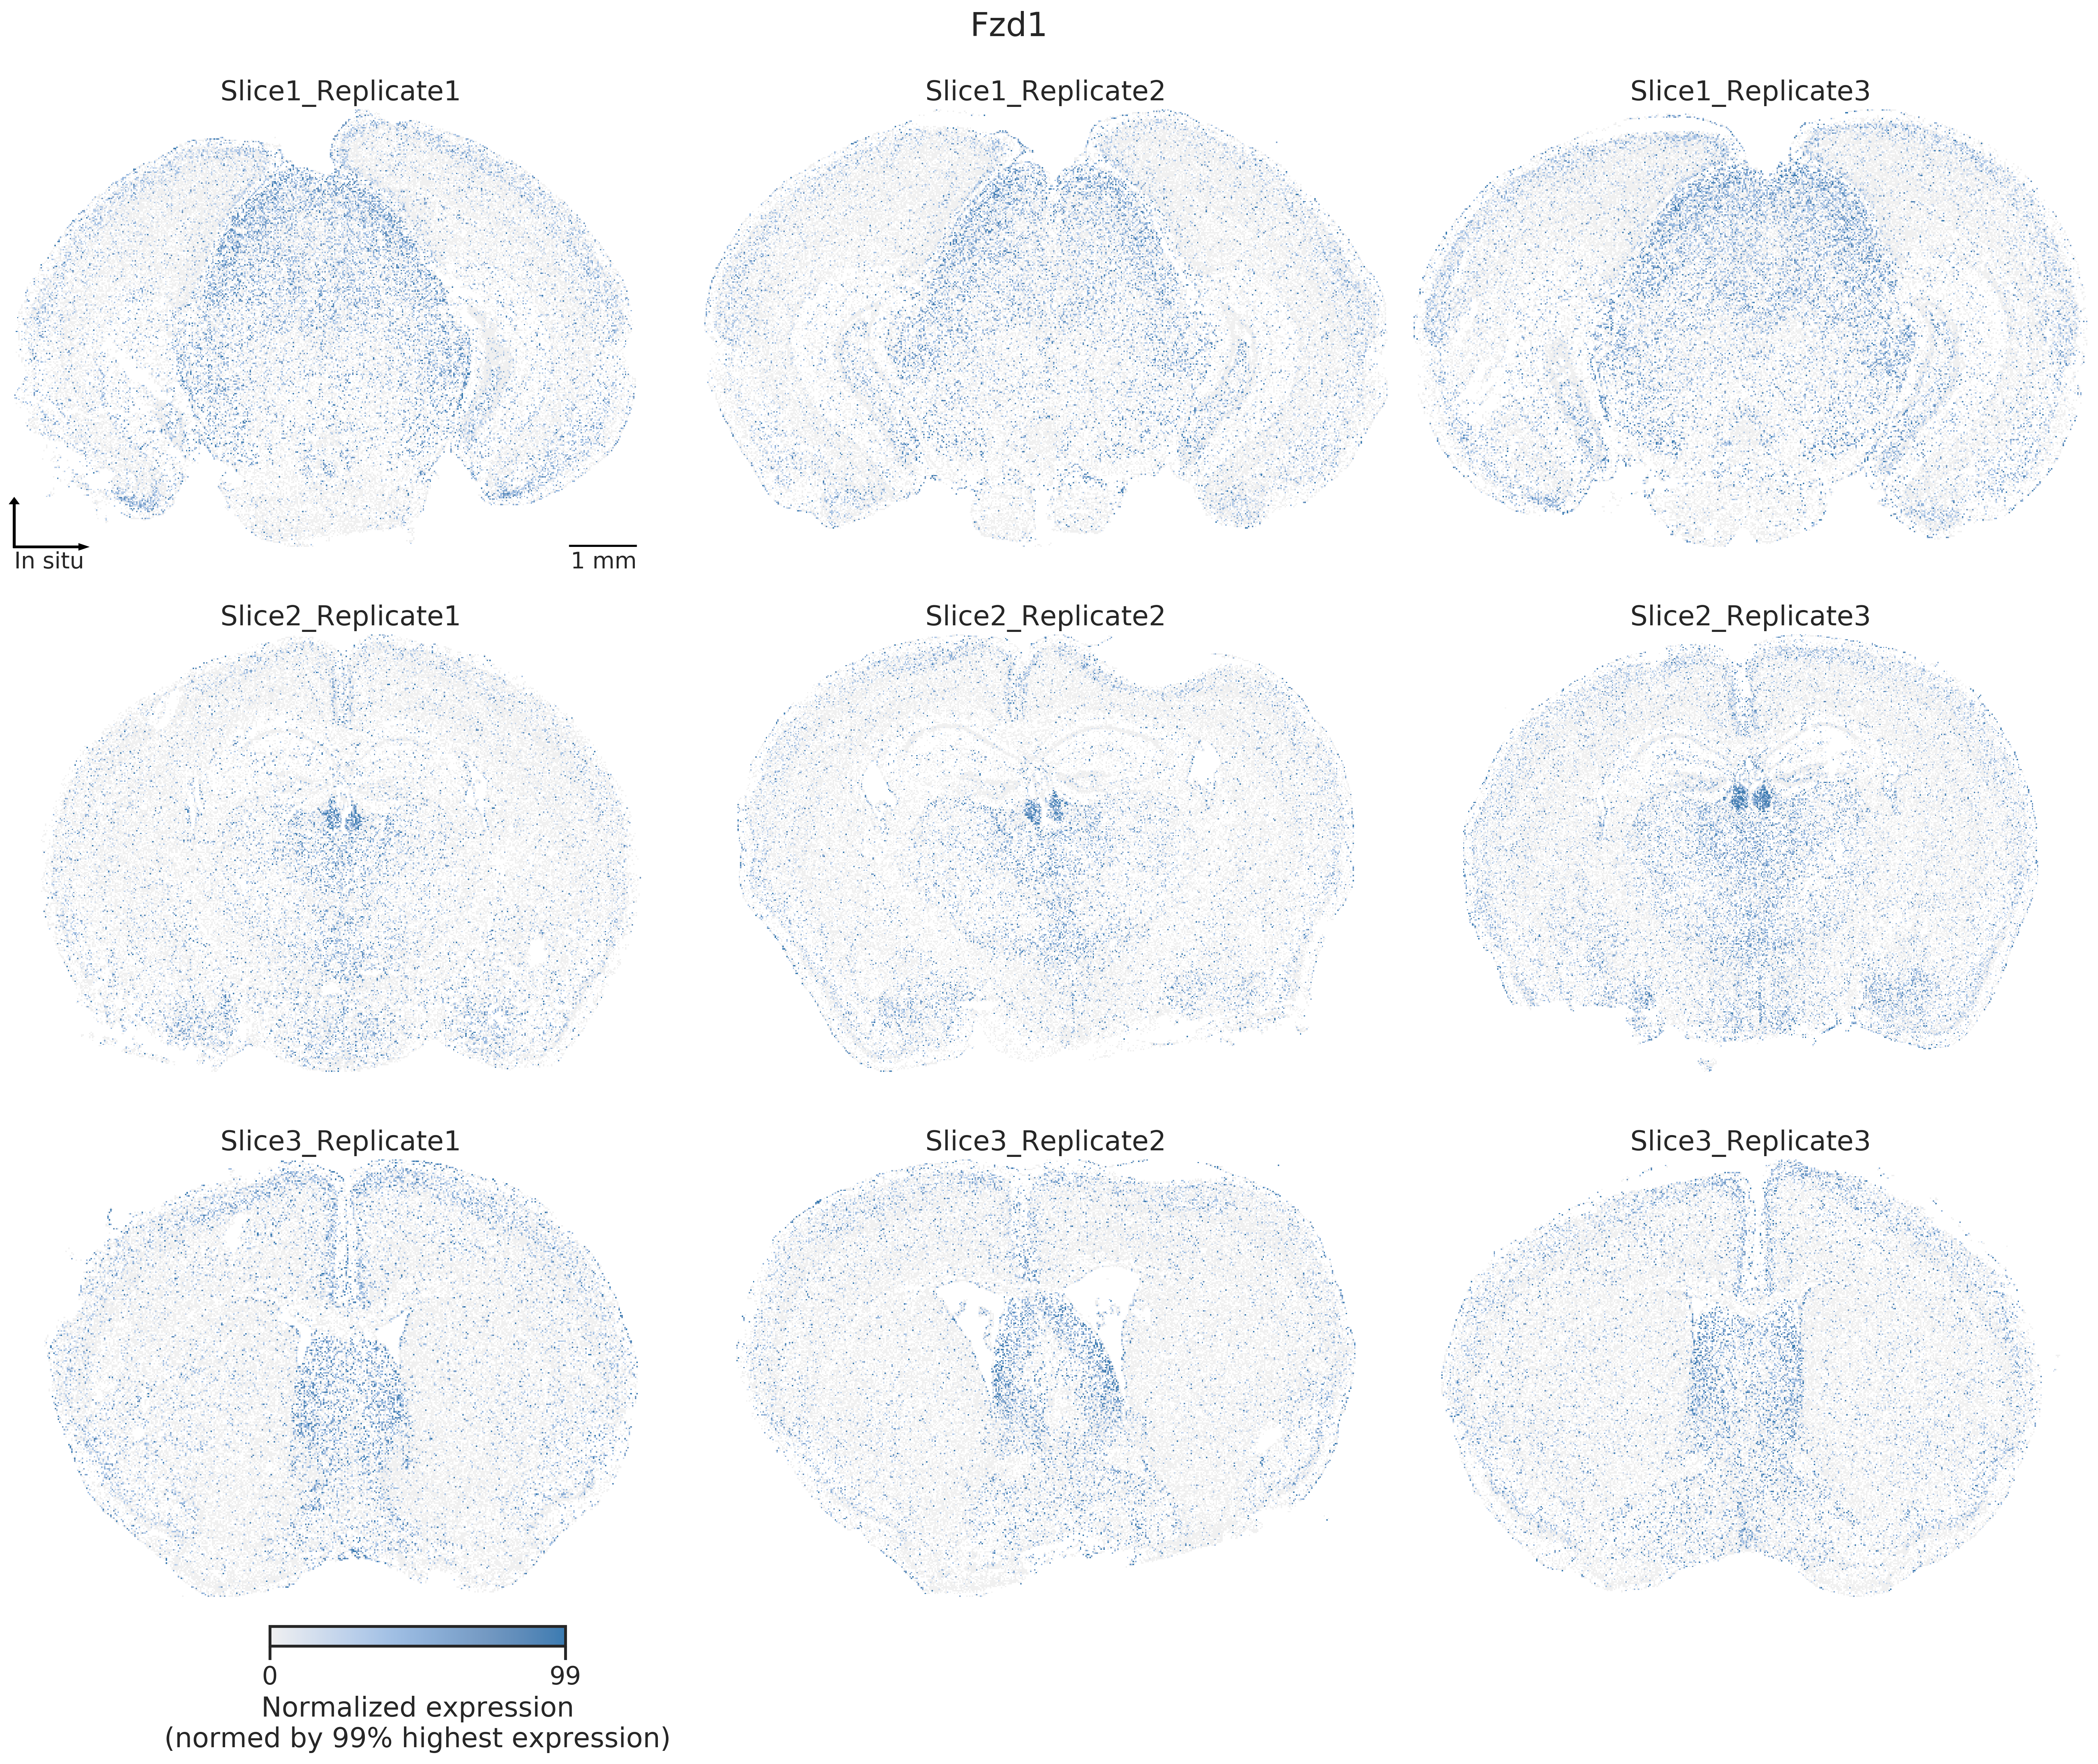 Fzd1
Slice1_Replicate1
Slice1_Replicate2
Slice1_Replicate3
In situ
1 mm
Slice2_Replicate1
Slice2_Replicate2
Slice2_Replicate3
Slice3_Replicate1
Slice3_Replicate2
Slice3_Replicate3
0
99
Normalized expression
(normed by 99% highest expression)